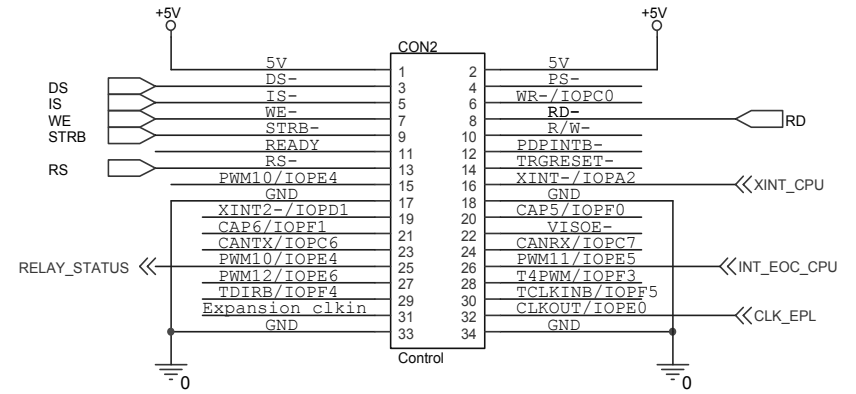 +5V +5V
CON2
5V 1 2 5V
DS DS- 3 4 PS-
IS IS- 5 6 WR-/IOPC0
WE WE- 7 8 RD- RD
STRB STRB- 9 10 R/W-
READY 11 12 PDPINTB-
RS RS- 13 14 TRGRESET-
PWM10/IOPE4 15 16 XINT-/IOPA2 XINT_CPU
GND 17 18 GND
XINT2-/IOPD1 19 20 CAP5/IOPF0
CAP6/IOPF1 21 22 VISOE-
CANTX/IOPC6 23 24 CANRX/IOPC7
RELAY_STATUS PWM10/IOPE4 25 26 PWM11/IOPE5 INT_EOC_CPU
PWM12/IOPE6 27 28 T4PWM/IOPF3
TDIRB/IOPF4 29 30 TCLKINB/IOPF5
Expansion clkin 31 32 CLKOUT/IOPE0 CLK_EPL
GND 33 34 GND
Control
0 0